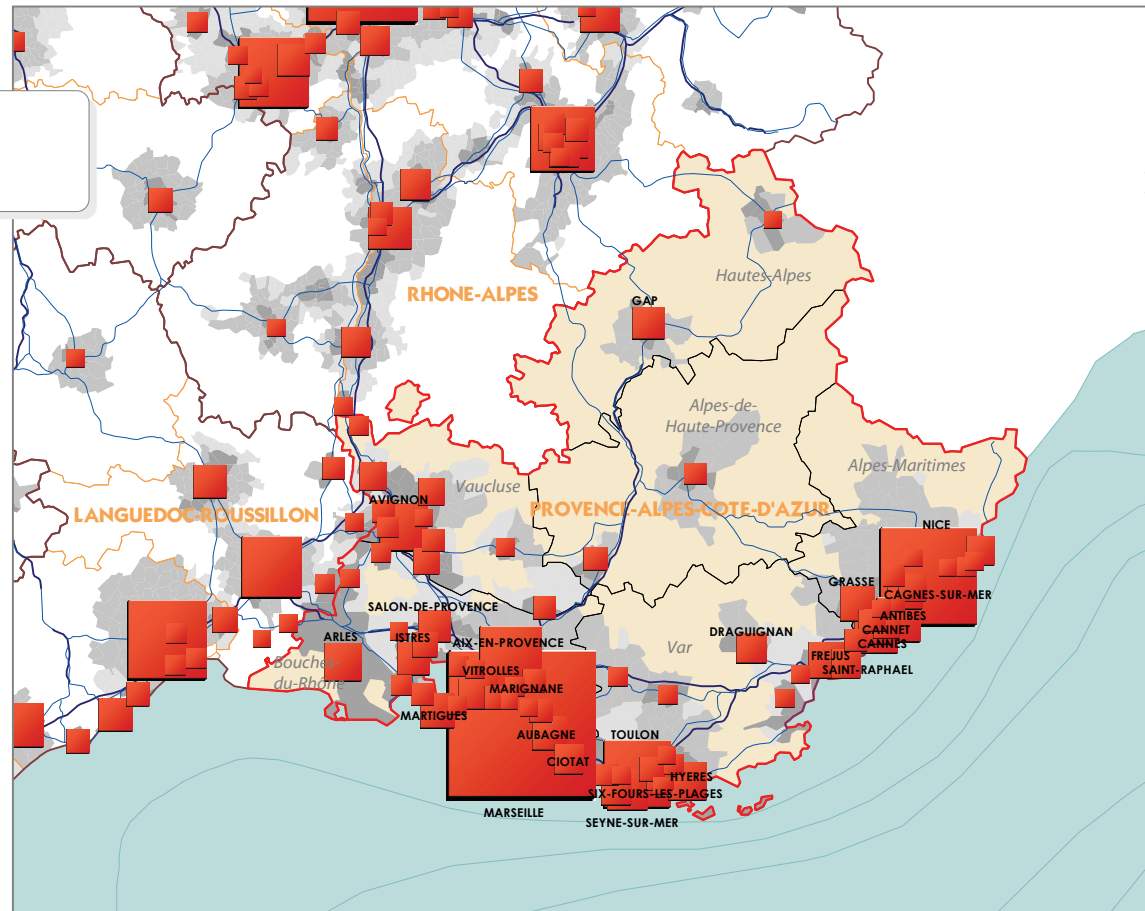 Hautes-Alpes
RHONE-ALPES
GAP
Alpes-de-
Haute-Provence
Alpes-Maritimes
Vaucluse
AVIGNON
LANGUEDOC-ROUSSILLON
PROVENCE-ALPES-COTE-D'AZUR
NICE
GRASSE
CAGNES-SUR-MER
SALON-DE-PROVENCE
ANTIBES
CANNET
DRAGUIGNAN
ARLES
ISTRES
AIX-EN-PROVENCE
CANNES
Var
FREJUS
Bouches-
du-Rhône
VITROLLES
SAINT-RAPHAEL
MARIGNANE
MARTIGUES
AUBAGNE
TOULON
CIOTAT
HYERES
SIX-FOURS-LES-PLAGES
MARSEILLE
SEYNE-SUR-MER